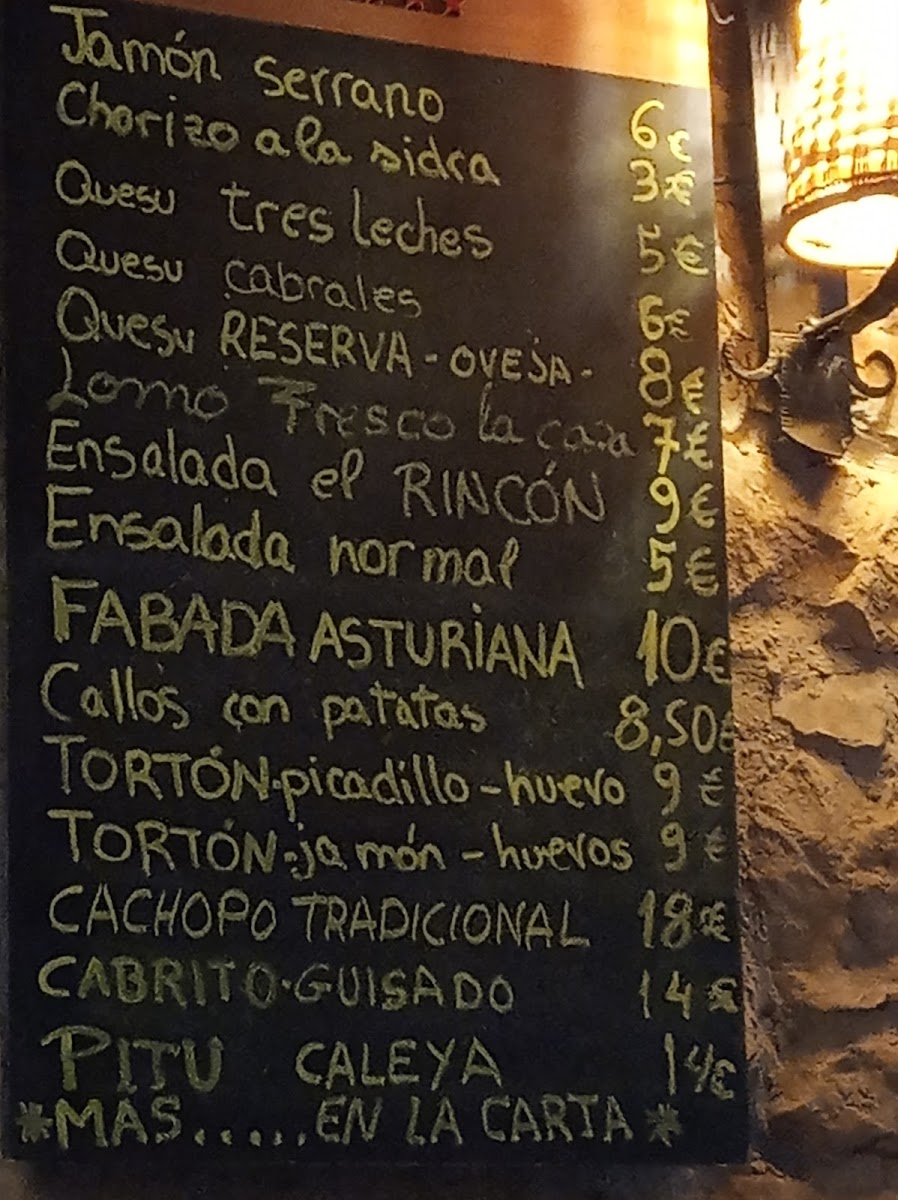 Jamón serrano 6€
Chorizo a la sidra 3€
Quesu tres leches 5€
Quesu cabrales 6€
Quesu RESERVA - OVEJA - 8€
Lomo Fresco la casa 7€
Ensalada el RINCÓN 9€
Ensalada normal 5€
FABADA ASTURIANA 10€
Callos con patatas 8,50€
TORTÓN·picadillo - huevo 9€
TORTÓN·jamón - huevos 9€
CACHOPO TRADICIONAL 18€
CABRITO·GUISADO 14€
PITU CALEYA 14€
*MÁS.....EN LA CARTA*